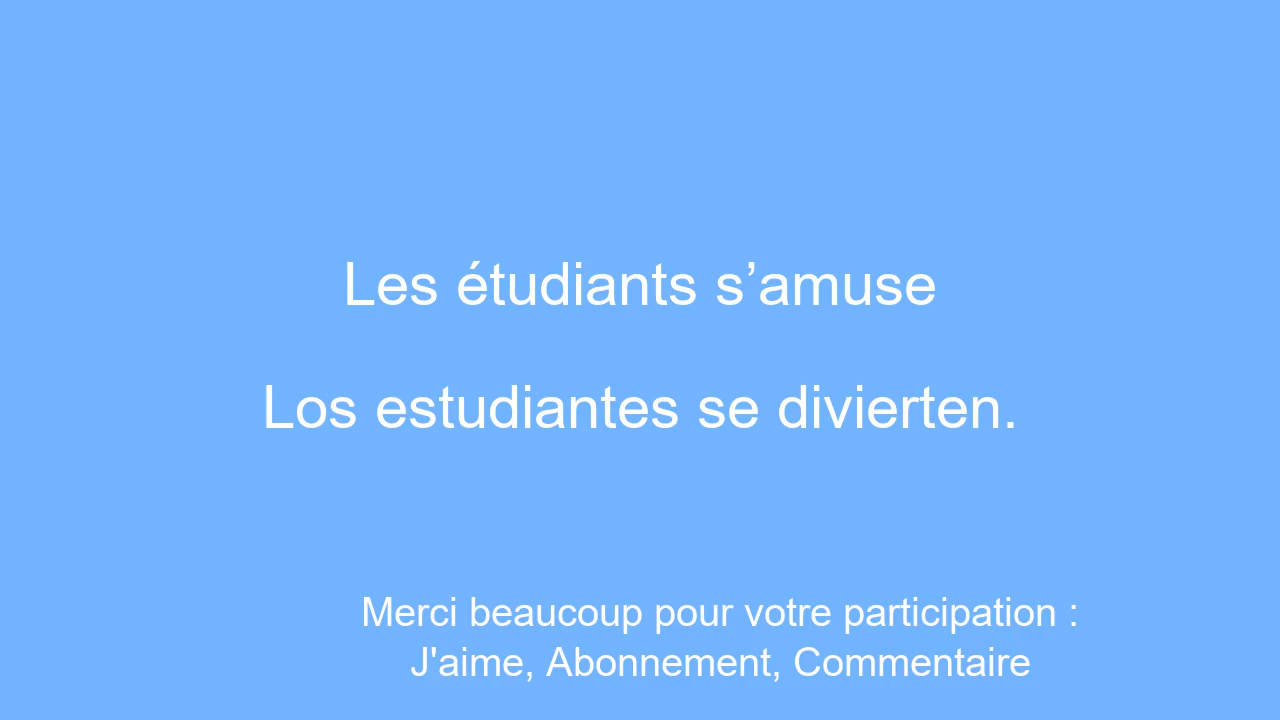 Les étudiants s’amuse
Los estudiantes se divierten.
Merci beaucoup pour votre participation :
J'aime, Abonnement, Commentaire